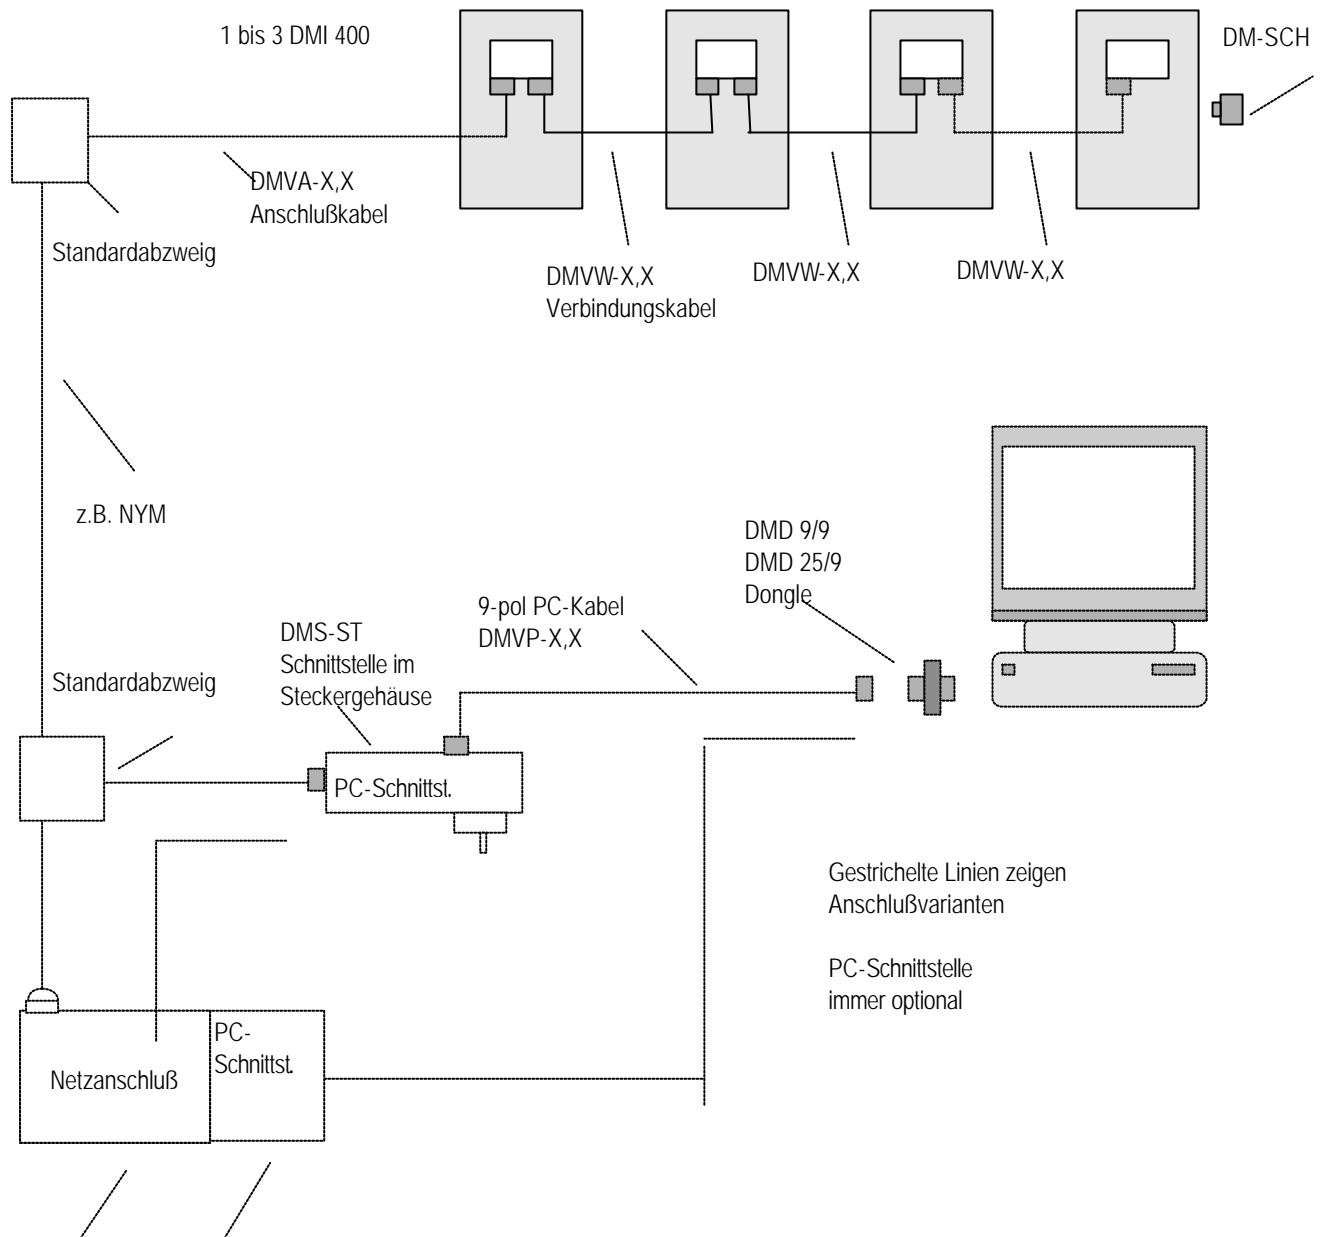 1 bis 3 DMI 400
DM-SCH
DMVA-X,X
Anschlußkabel
Standardabzweig
DMVW-X,X
Verbindungskabel
DMVW-X,X
DMVW-X,X
z.B. NYM
DMD 9/9
DMD 25/9
Dongle
9-pol PC-Kabel
DMVP-X,X
DMS-ST
Schnittstelle im
Steckergehäuse
Standardabzweig
PC-Schnittst.
Gestrichelte Linien zeigen
Anschlußvarianten
PC-Schnittstelle
immer optional
PC-
Schnittst.
Netzanschluß